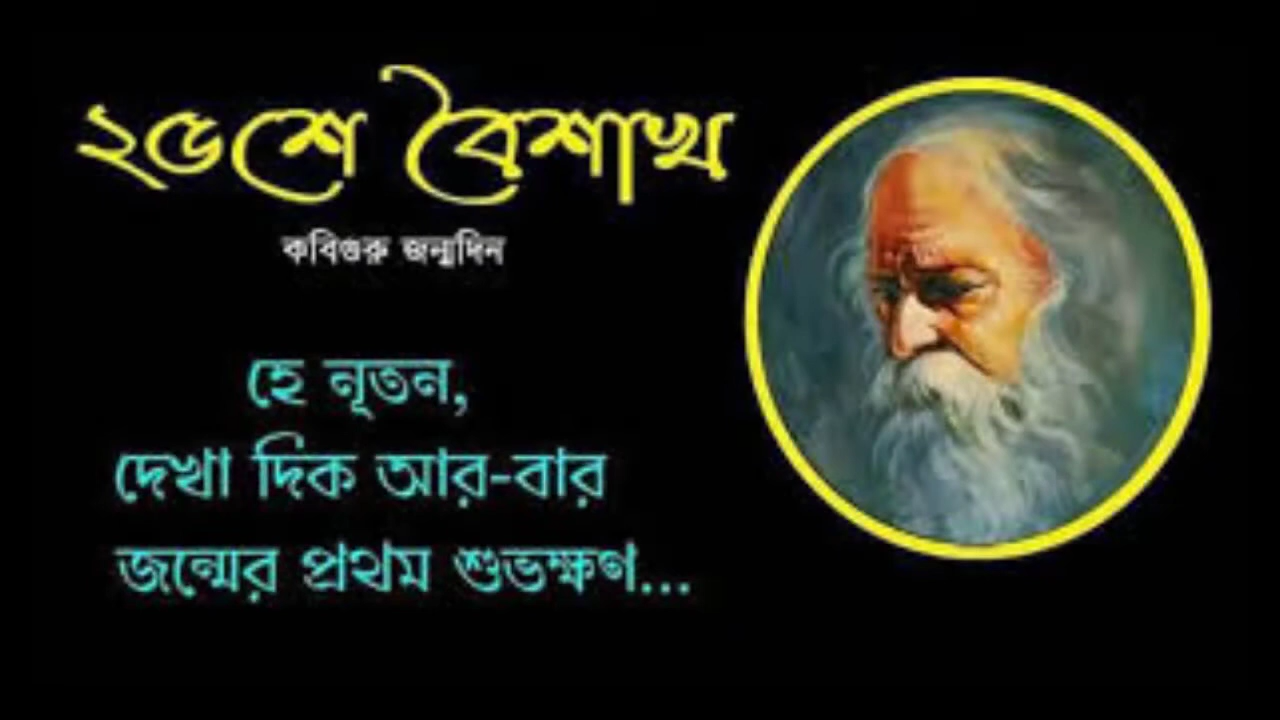 ২৫শে বৈশাখ
কবিগুরু জন্মদিন
হে নূতন,
দেখা দিক আর-বার
জন্মের প্রথম শুভক্ষণ...